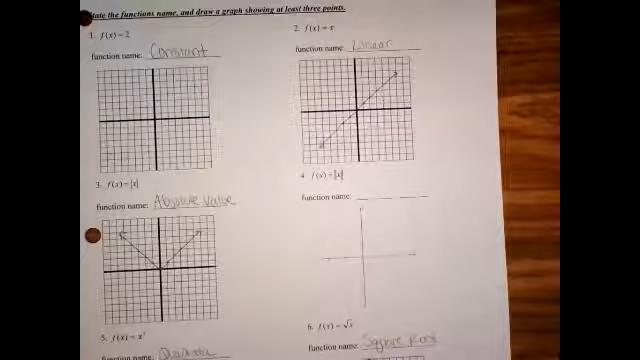 State the functions name, and draw a graph showing at least three points.
1. f(x) = 2
function name: Constant
2. f(x) = x
function name: Linear
3. f(x) = |x|
function name: Absolute Value
4. f(x) = [x]
function name:
5. f(x) = x²
function name: Quadratic
6. f(x) = √x
function name: Square Root